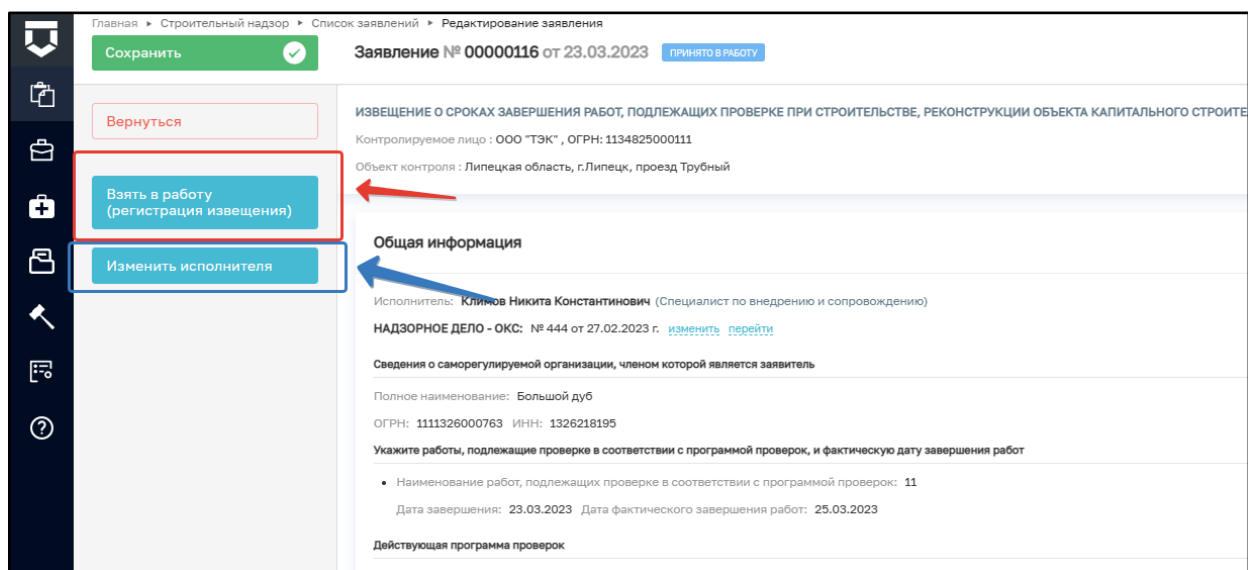 Главная ▸ Строительный надзор ▸ Список заявлений ▸ Редактирование заявления
Сохранить
Заявление № 00000116 от 23.03.2023 ПРИНЯТО В РАБОТУ
Вернуться
Взять в работу
(регистрация извещения)
Изменить исполнителя
ИЗВЕЩЕНИЕ О СРОКАХ ЗАВЕРШЕНИЯ РАБОТ, ПОДЛЕЖАЩИХ ПРОВЕРКЕ ПРИ СТРОИТЕЛЬСТВЕ, РЕКОНСТРУКЦИИ ОБЪЕКТА КАПИТАЛЬНОГО СТРОИТЕ
Контролируемое лицо : ООО "ТЭК" , ОГРН: 1134825000111
Объект контроля : Липецкая область, г.Липецк, проезд Трубный
Общая информация
Исполнитель: Климов Никита Константинович (Специалист по внедрению и сопровождению)
НАДЗОРНОЕ ДЕЛО - ОКС: № 444 от 27.02.2023 г. изменить перейти
Сведения о саморегулируемой организации, членом которой является заявитель
Полное наименование: Большой дуб
ОГРН: 1111326000763 ИНН: 1326218195
Укажите работы, подлежащие проверке в соответствии с программой проверок, и фактическую дату завершения работ
• Наименование работ, подлежащих проверке в соответствии с программой проверок: 11
Дата завершения: 23.03.2023 Дата фактического завершения работ: 25.03.2023
Действующая программа проверок